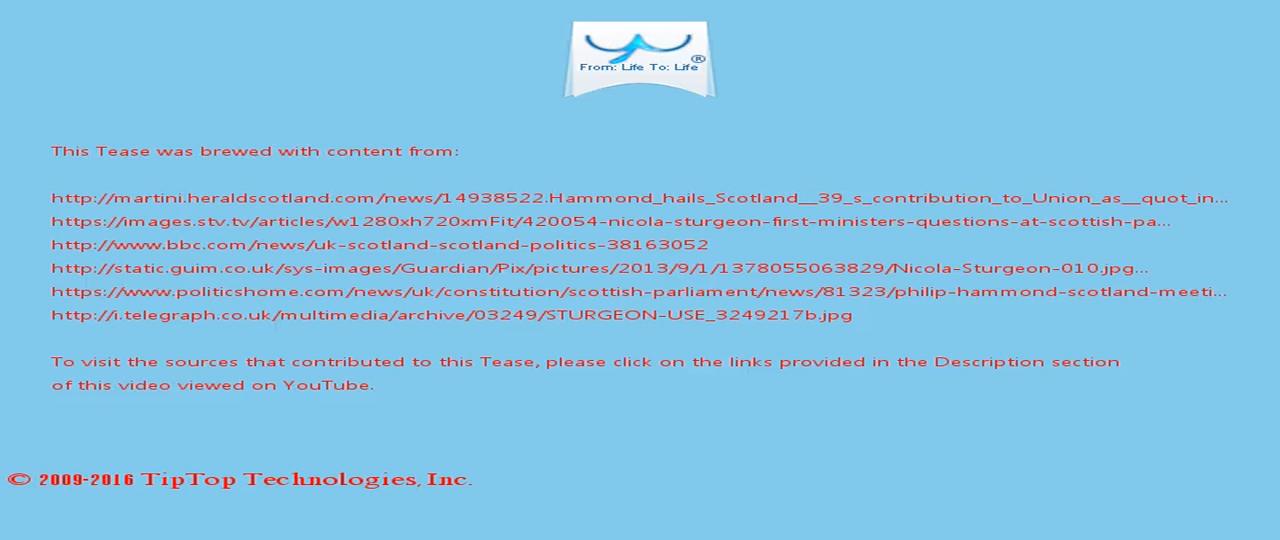 From: Life To: Life
®
This Tease was brewed with content from:
http://martini.heraldscotland.com/news/14938522.Hammond_hails_Scotland__39_s_contribution_to_Union_as__quot_in...
https://images.stv.tv/articles/w1280xh720xmFit/420054-nicola-sturgeon-first-ministers-questions-at-scottish-pa...
http://www.bbc.com/news/uk-scotland-scotland-politics-38163052
http://static.guim.co.uk/sys-images/Guardian/Pix/pictures/2013/9/1/1378055063829/Nicola-Sturgeon-010.jpg...
https://www.politicshome.com/news/uk/constitution/scottish-parliament/news/81323/philip-hammond-scotland-meeti...
http://i.telegraph.co.uk/multimedia/archive/03249/STURGEON-USE_3249217b.jpg
To visit the sources that contributed to this Tease, please click on the links provided in the Description section
of this video viewed on YouTube.
© 2009-2016 TipTop Technologies, Inc.